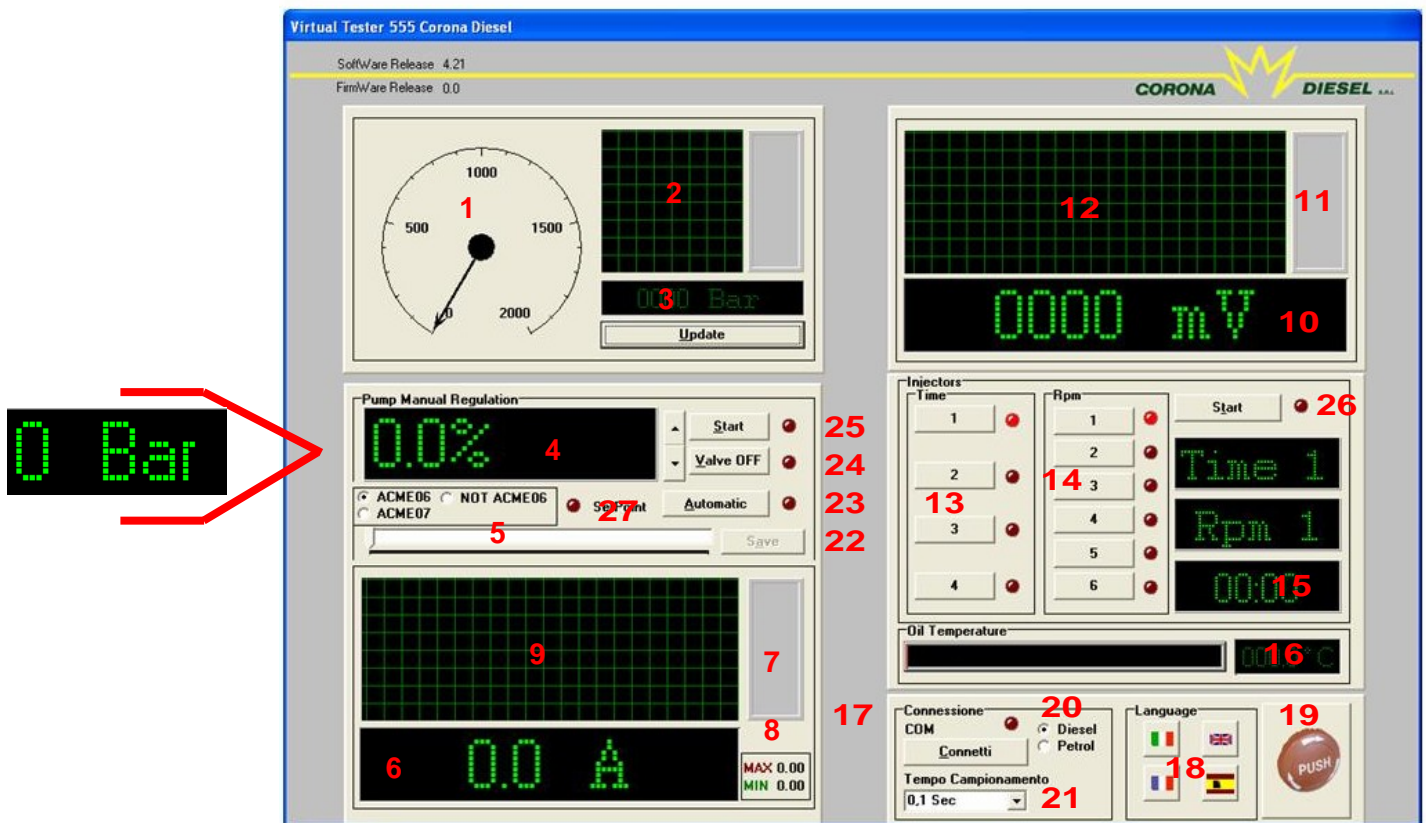 Virtual Tester 555 Corona Diesel
SoftWare Release 4.21
FirmWare Release 0.0
CORONA DIESEL
1000
500
1500
0
2000
1
2
3
0000 Bar
Update
12
11
0000 mV
10
0 Bar
Pump Manual Regulation
0.0%
4
Start
25
Valve OFF
24
ACME06
NOT ACME06
ACME07
SetPoint
27
Automatic
23
5
Save
22
9
7
8
6
0.0 A
MAX 0.00
MIN 0.00
Injectors
Time
1
2
13
3
4
Rpm
1
2
14
3
4
5
6
Start
26
Time 1
Rpm 1
00:00
15
Oil Temperature
16
°C
17
Connessione
COM
Connetti
20
Diesel
Petrol
Tempo Campionamento
0,1 Sec
21
Language
18
19
PUSH